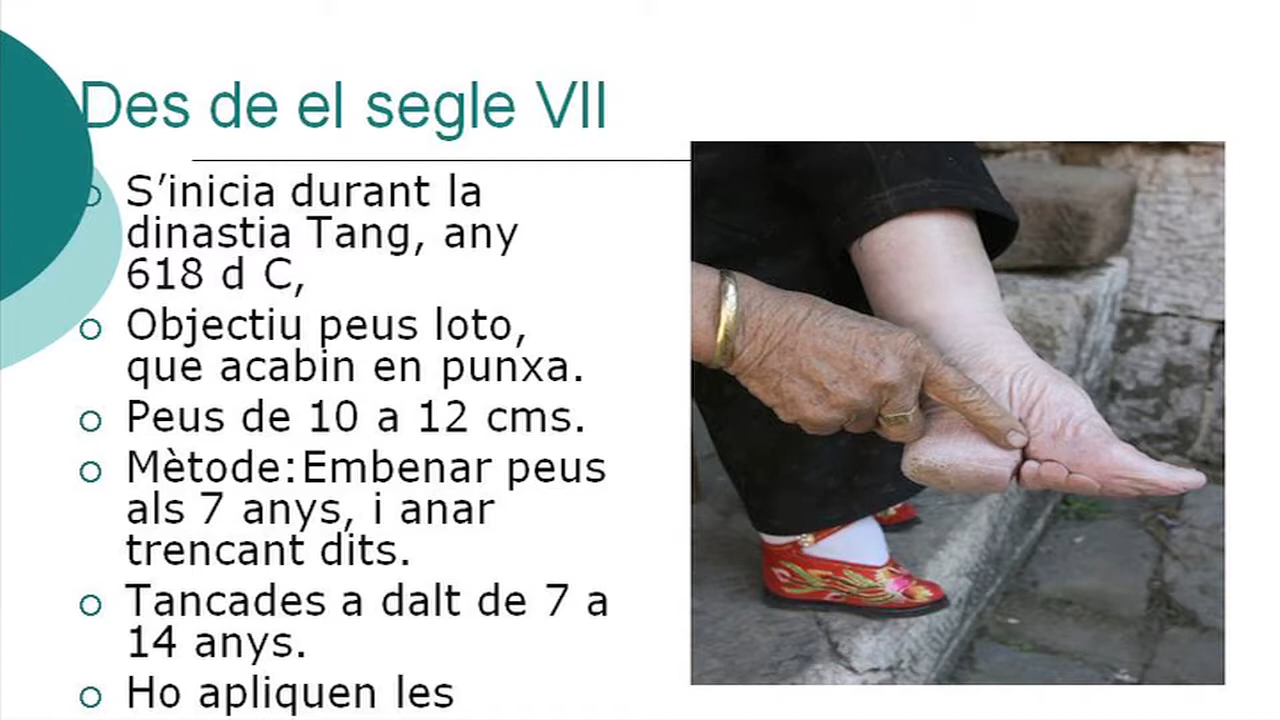 Des de el segle VII
S’inicia durant la
dinastia Tang, any
618 d C,
Objectiu peus loto,
que acabin en punxa.
Peus de 10 a 12 cms.
Mètode:Embenar peus
als 7 anys, i anar
trencant dits.
Tancades a dalt de 7 a
14 anys.
Ho apliquen les